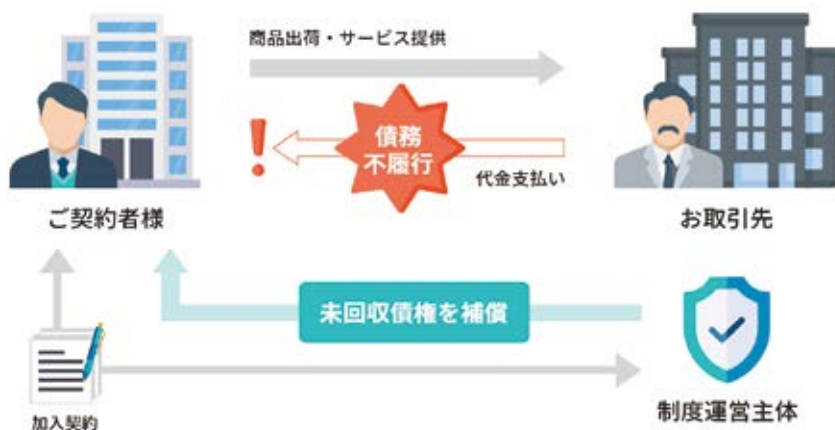 商品出荷・サービス提供
債務
不履行
代金支払い
ご契約者様
お取引先
未回収債権を補償
加入契約
制度運営主体